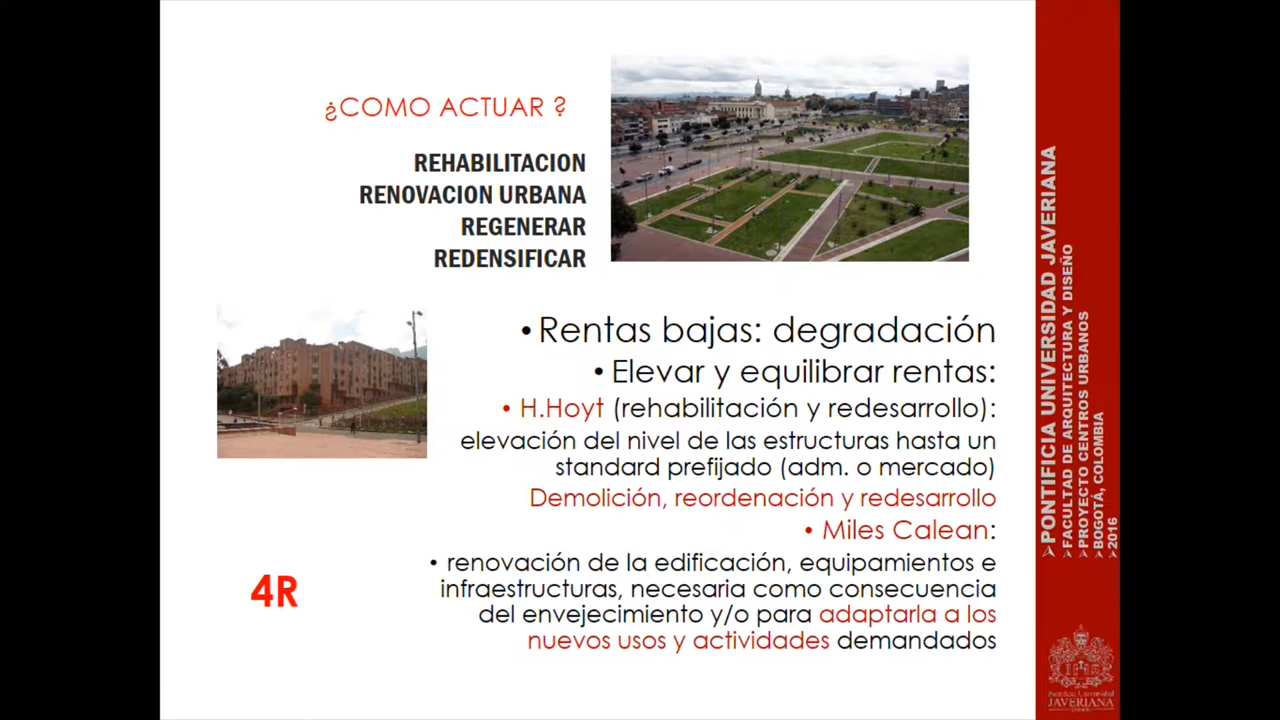 ¿COMO ACTUAR ?
REHABILITACION
RENOVACION URBANA
REGENERAR
REDENSIFICAR
• Rentas bajas: degradación
• Elevar y equilibrar rentas:
• H.Hoyt (rehabilitación y redesarrollo):
elevación del nivel de las estructuras hasta un
standard prefijado (adm. o mercado)
Demolición, reordenación y redesarrollo
• Miles Calean:
• renovación de la edificación, equipamientos e
infraestructuras, necesaria como consecuencia
del envejecimiento y/o para adaptarla a los
nuevos usos y actividades demandados
4R
PONTIFICIA UNIVERSIDAD JAVERIANA
FACULTAD DE ARQUITECTURA Y DISEÑO
PROYECTO CENTROS URBANOS
BOGOTÁ, COLOMBIA
2016
Pontificia Universidad
JAVERIANA